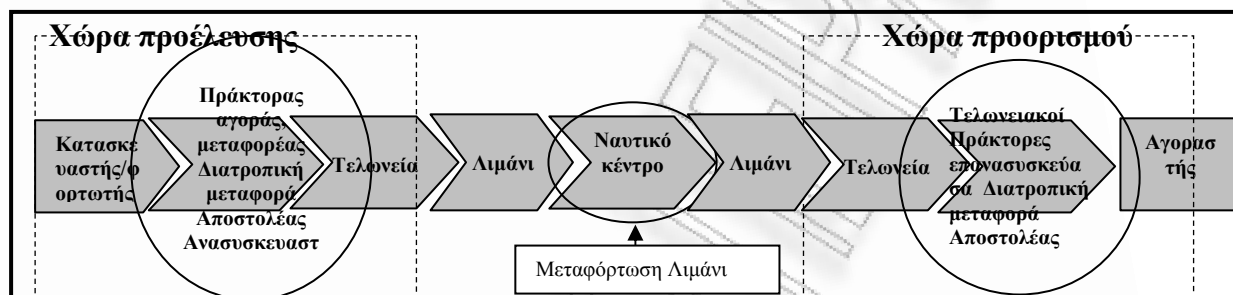 Χώρα προέλευσης
Χώρα προορισμού
Κατασκε
υαστής/φ
ορτωτής
Πράκτορας
αγοράς,
μεταφορέας
Διατροπική
μεταφορά
Αποστολέας
Ανασυσκευαστ
Τελωνεία
Λιμάνι
Ναυτικό
κέντρο
Λιμάνι
Τελωνεία
Τελωνειακοί
Πράκτορες
επανασυσκεύα
σα Διατροπική
μεταφορά
Αποστολέας
Αγορασ
τής
Μεταφόρτωση Λιμάνι